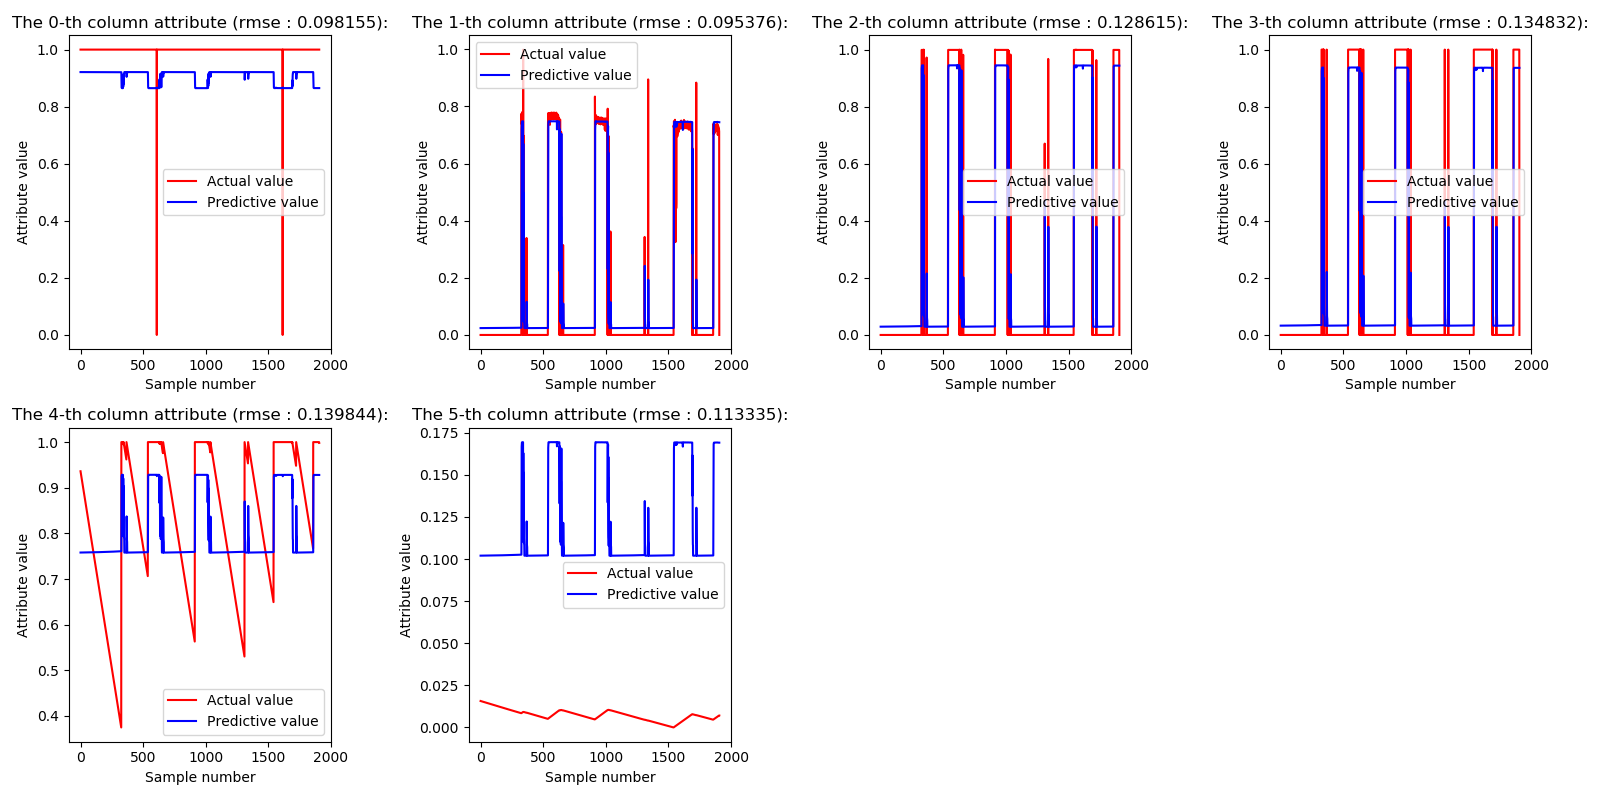 The 0-th column attribute (rmse : 0.098155):
1.0
0.8
0.6
0.4
0.2
0.0
Attribute value
Actual value
Predictive value
0 500 1000 1500 2000
Sample number
The 1-th column attribute (rmse : 0.095376):
1.0
0.8
0.6
0.4
0.2
0.0
Attribute value
Actual value
Predictive value
0 500 1000 1500 2000
Sample number
The 2-th column attribute (rmse : 0.128615):
1.0
0.8
0.6
0.4
0.2
0.0
Attribute value
Actual value
Predictive value
0 500 1000 1500 2000
Sample number
The 3-th column attribute (rmse : 0.134832):
1.0
0.8
0.6
0.4
0.2
0.0
Attribute value
Actual value
Predictive value
0 500 1000 1500 2000
Sample number
The 4-th column attribute (rmse : 0.139844):
1.0
0.9
0.8
0.7
0.6
0.5
0.4
Attribute value
Actual value
Predictive value
0 500 1000 1500 2000
Sample number
The 5-th column attribute (rmse : 0.113335):
0.175
0.150
0.125
0.100
0.075
0.050
0.025
0.000
Attribute value
Actual value
Predictive value
0 500 1000 1500 2000
Sample number